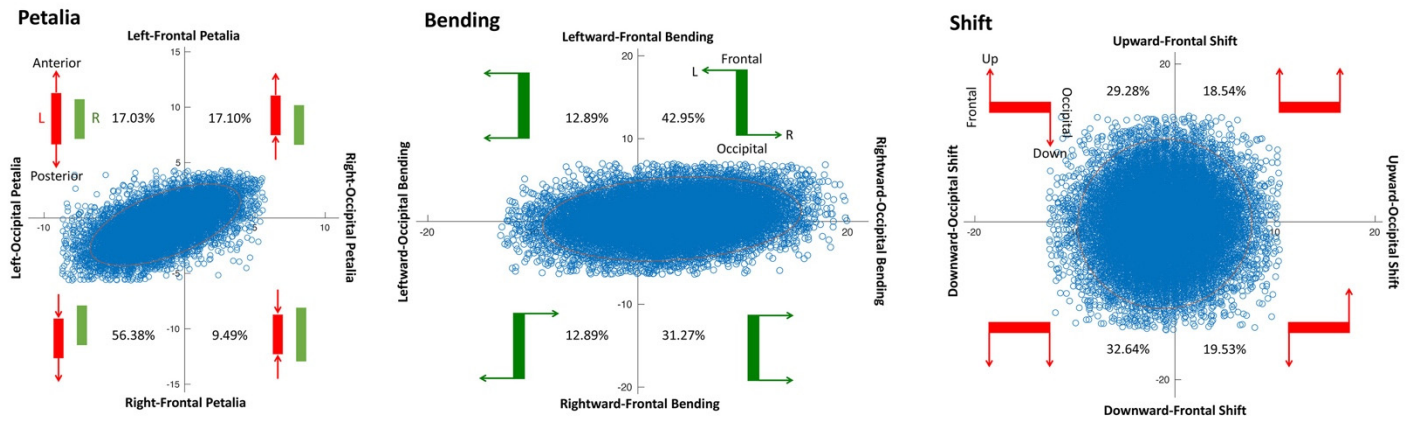 Petalia
Left-Frontal Petalia
15
Anterior
L
R
17.03%
10
17.10%
Posterior
5
Left-Occipital Petalia
-10
5
10
Right-Occipital Petalia
-5
56.38%
-10
9.49%
-15
Right-Frontal Petalia
Bending
Leftward-Frontal Bending
20
Frontal
L
12.89%
42.95%
R
10
Occipital
Leftward-Occipital Bending
-20
20
Rightward-Occipital Bending
-10
12.89%
31.27%
-20
Rightward-Frontal Bending
Shift
Upward-Frontal Shift
Up
20
29.28%
18.54%
Frontal
Occipital
Down
Downward-Occipital Shift
-20
10
20
Upward-Occipital Shift
32.64%
19.53%
-20
Downward-Frontal Shift